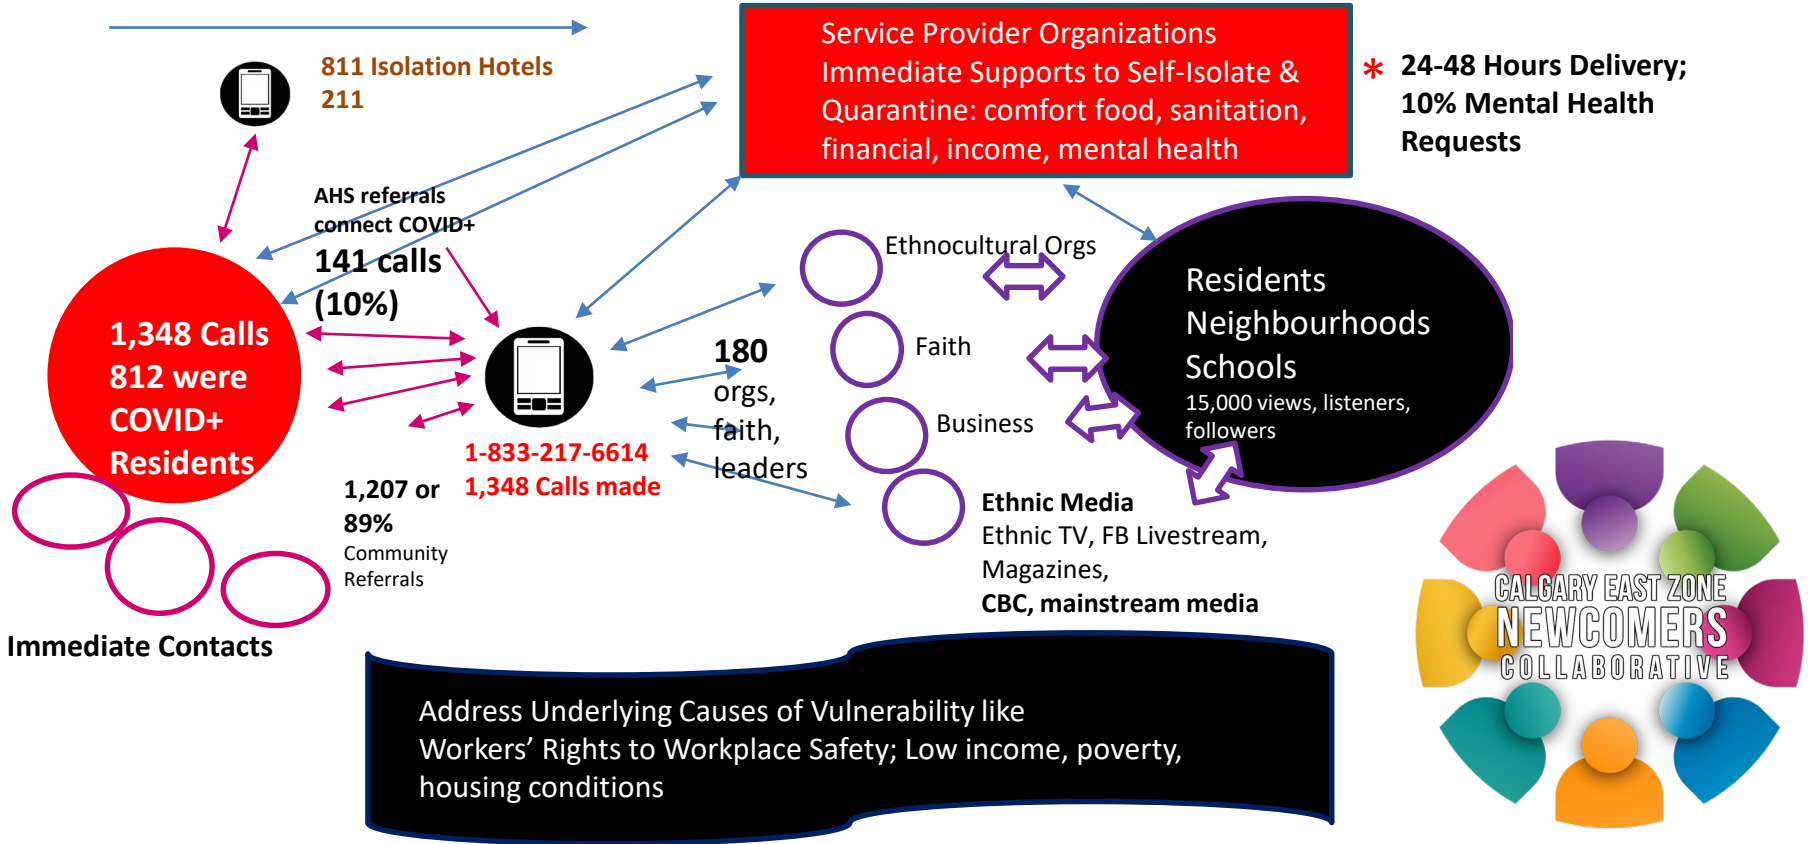 811 Isolation Hotels
211
Service Provider Organizations
Immediate Supports to Self-Isolate &
Quarantine: comfort food, sanitation,
financial, income, mental health
* 24-48 Hours Delivery;
10% Mental Health
Requests
AHS referrals
connect COVID+
141 calls
(10%)
1,348 Calls
812 were
COVID+
Residents
1-833-217-6614
1,348 Calls made
1,207 or
89%
Community
Referrals
Immediate Contacts
180
orgs,
faith,
leaders
Ethnocultural Orgs
Faith
Business
Ethnic Media
Ethnic TV, FB Livestream,
Magazines,
CBC, mainstream media
Residents
Neighbourhoods
Schools
15,000 views, listeners,
followers
Address Underlying Causes of Vulnerability like
Workers’ Rights to Workplace Safety; Low income, poverty,
housing conditions
CALGARY EAST ZONE
NEWCOMERS
COLLABORATIVE